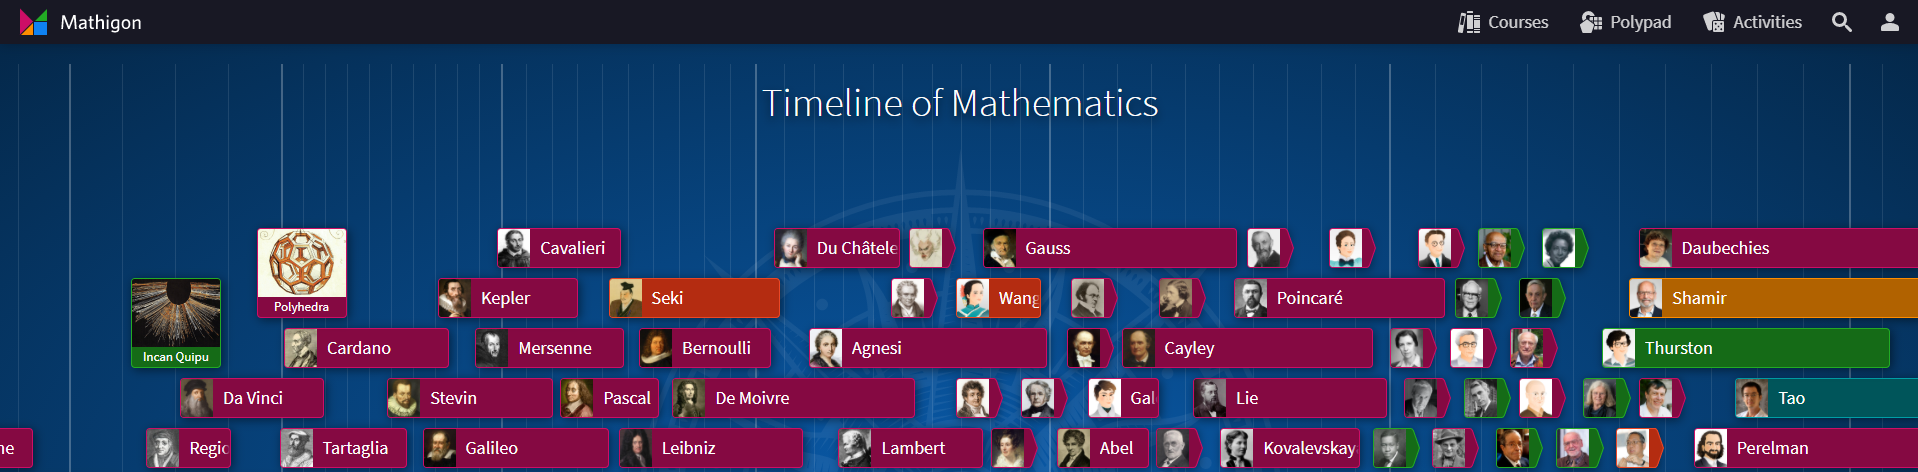 Mathigon
Courses
Polypad
Activities
Timeline of Mathematics
Cavalieri
Du Châtele
Gauss
Daubechies
Polyhedra
Kepler
Seki
Wang
Poincaré
Shamir
Incan Quipu
Cardano
Mersenne
Bernoulli
Agnesi
Cayley
Thurston
Da Vinci
Stevin
Pascal
De Moivre
Gal
Lie
Tao
ne
Regic
Tartaglia
Galileo
Leibniz
Lambert
Abel
Kovalevskay
Perelman